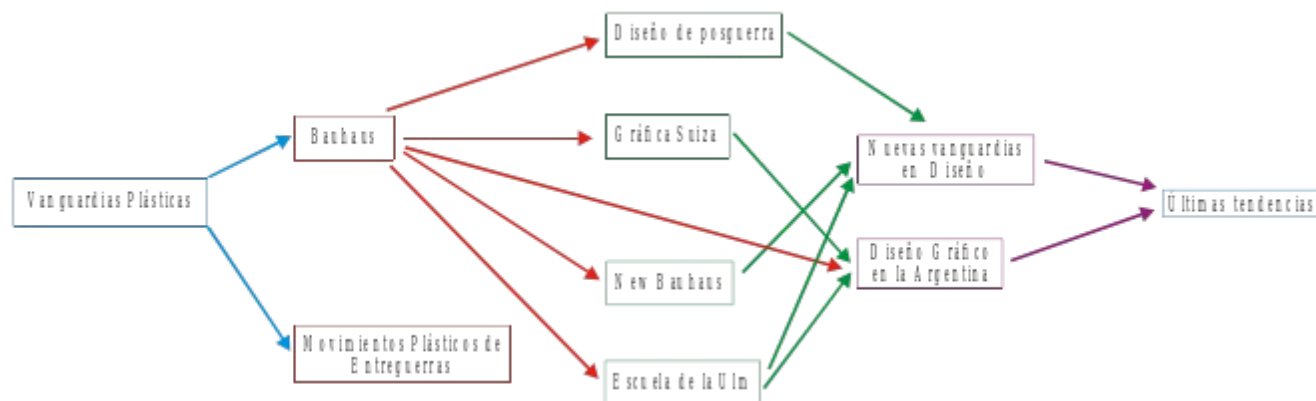 Diseño de posguerra
Bauhaus
Gráfica Suiza
Nuevas vanguardias
en Diseño
Vanguardias Plásticas
Últimas tendencias
Diseño Gráfico
en la Argentina
New Bauhaus
Movimientos Plásticos de
Entreguerras
Escuela de la Ulm